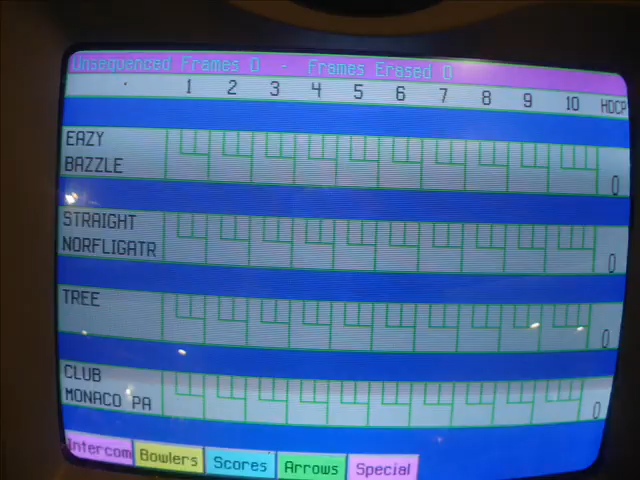 Unsequenced Frames 0 - Frames Erased 0
1 2 3 4 5 6 7 8 9 10 HDCP
EAZY
BAZZLE
0
STRAIGHT
NORFLIGATR
0
TREE
0
CLUB
MONACO PA
0
Intercom Bowlers Scores Arrows Special